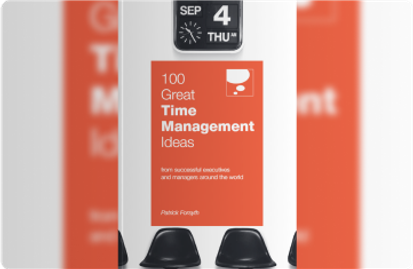 SEP
4
THU
100
Great
Time
Management
Ideas
from successful executives
and managers around the world
Patrick Forsyth